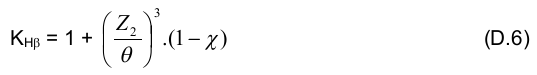 K_Hβ = 1 + (Z_2/θ)^3 .(1 − χ) (D.6)